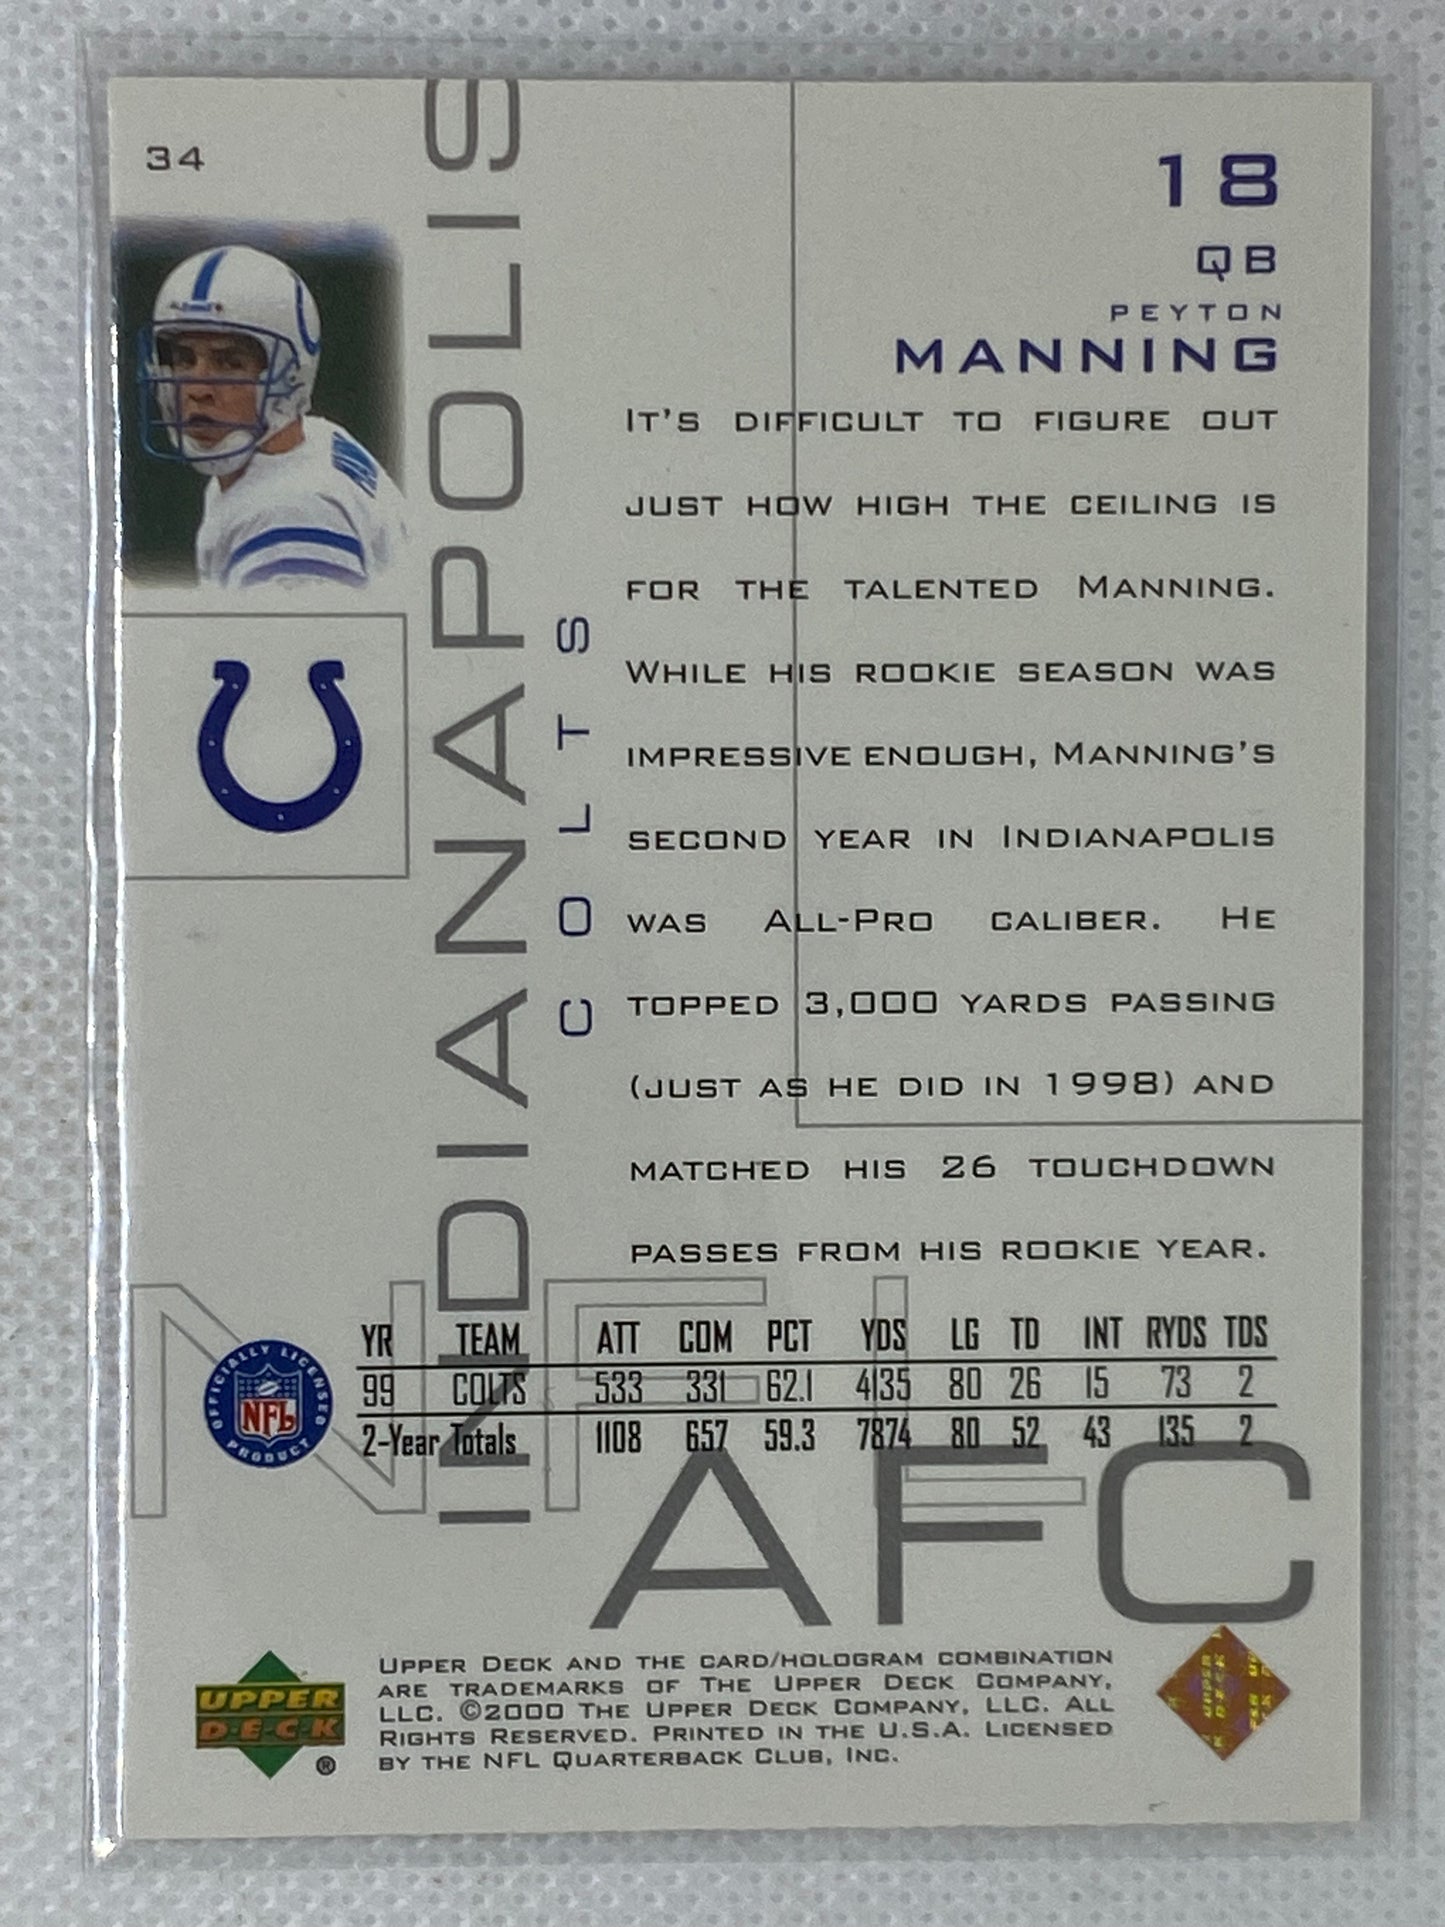 34
18
QB
PEYTON
MANNING
INDIANAPOLIS
COLTS
IT'S DIFFICULT TO FIGURE OUT
JUST HOW HIGH THE CEILING IS
FOR THE TALENTED MANNING.
WHILE HIS ROOKIE SEASON WAS
IMPRESSIVE ENOUGH, MANNING'S
SECOND YEAR IN INDIANAPOLIS
WAS ALL-PRO CALIBER. HE
TOPPED 3,000 YARDS PASSING
(JUST AS HE DID IN 1998) AND
MATCHED HIS 26 TOUCHDOWN
PASSES FROM HIS ROOKIE YEAR.
NFL
YR TEAM ATT COM PCT YDS LG TD INT RYDS TDS
99 COLTS 533 331 62.1 4135 80 26 15 73 2
2-Year Totals 1108 657 59.3 7874 80 52 43 135 2
OFFICIALLY LICENSED
NFL
PRODUCT
AFC
UPPER
DECK
®
UPPER DECK AND THE CARD/HOLOGRAM COMBINATION
ARE TRADEMARKS OF THE UPPER DECK COMPANY,
LLC. ©2000 THE UPPER DECK COMPANY, LLC. ALL
RIGHTS RESERVED. PRINTED IN THE U.S.A. LICENSED
BY THE NFL QUARTERBACK CLUB, INC.